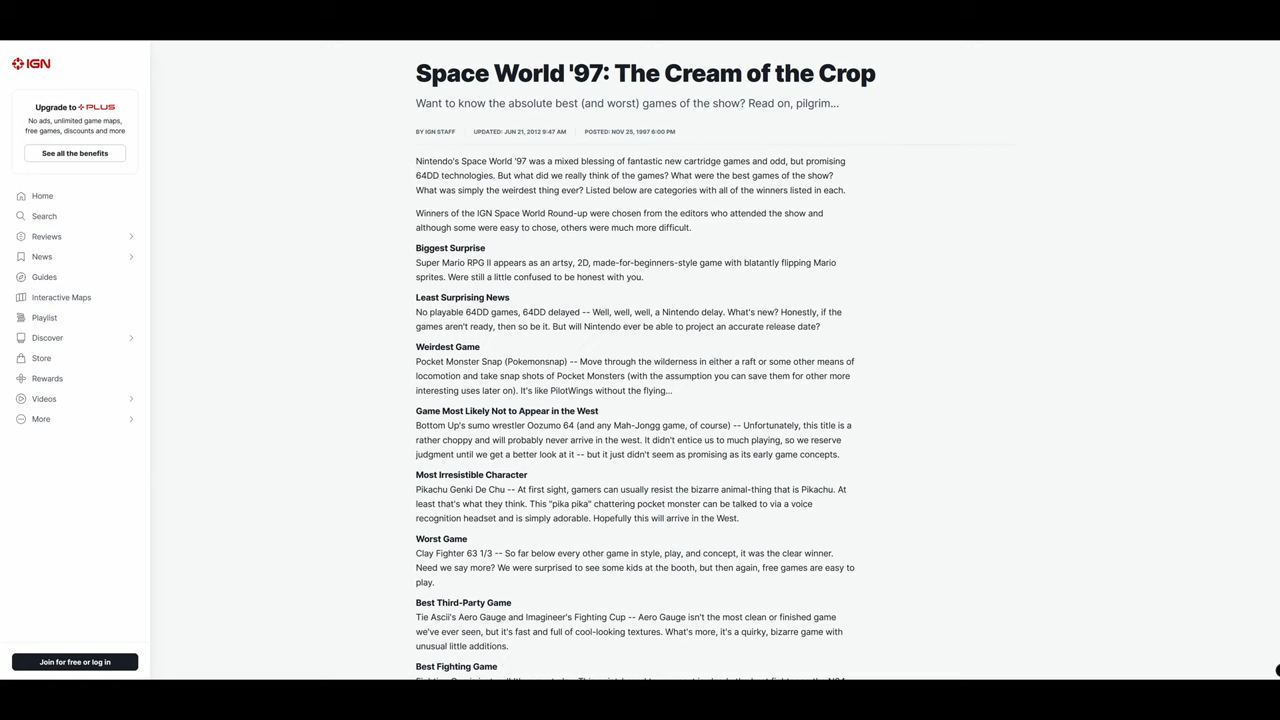 IGN
Upgrade to PLUS
No ads, unlimited game maps,
free games, discounts and more
See all the benefits
Home
Search
Reviews
News
Guides
Interactive Maps
Playlist
Discover
Store
Rewards
Videos
More
Join for free or log in
Space World '97: The Cream of the Crop
Want to know the absolute best (and worst) games of the show? Read on, pilgrim...
BY IGN STAFF UPDATED: JUN 21, 2012 9:47 AM POSTED: NOV 25, 1997 6:00 PM
Nintendo's Space World '97 was a mixed blessing of fantastic new cartridge games and odd, but promising
64DD technologies. But what did we really think of the games? What were the best games of the show?
What was simply the weirdest thing ever? Listed below are categories with all of the winners listed in each.
Winners of the IGN Space World Round-up were chosen from the editors who attended the show and
although some were easy to chose, others were much more difficult.
Biggest Surprise
Super Mario RPG II appears as an artsy, 2D, made-for-beginners-style game with blatantly flipping Mario
sprites. Were still a little confused to be honest with you.
Least Surprising News
No playable 64DD games, 64DD delayed -- Well, well, well, a Nintendo delay. What's new? Honestly, if the
games aren't ready, then so be it. But will Nintendo ever be able to project an accurate release date?
Weirdest Game
Pocket Monster Snap (Pokemonsnap) -- Move through the wilderness in either a raft or some other means of
locomotion and take snap shots of Pocket Monsters (with the assumption you can save them for other more
interesting uses later on). It's like PilotWings without the flying...
Game Most Likely Not to Appear in the West
Bottom Up's sumo wrestler Oozumo 64 (and any Mah-Jongg game, of course) -- Unfortunately, this title is a
rather choppy and will probably never arrive in the west. It didn't entice us to much playing, so we reserve
judgment until we get a better look at it -- but it just didn't seem as promising as its early game concepts.
Most Irresistible Character
Pikachu Genki De Chu -- At first sight, gamers can usually resist the bizarre animal-thing that is Pikachu. At
least that's what they think. This "pika pika" chattering pocket monster can be talked to via a voice
recognition headset and is simply adorable. Hopefully this will arrive in the West.
Worst Game
Clay Fighter 63 1/3 -- So far below every other game in style, play, and concept, it was the clear winner.
Need we say more? We were surprised to see some kids at the booth, but then again, free games are easy to
play.
Best Third-Party Game
Tie Ascii's Aero Gauge and Imagineer's Fighting Cup -- Aero Gauge isn't the most clean or finished game
we've ever seen, but it's fast and full of cool-looking textures. What's more, it's a quirky, bizarre game with
unusual little additions.
Best Fighting Game